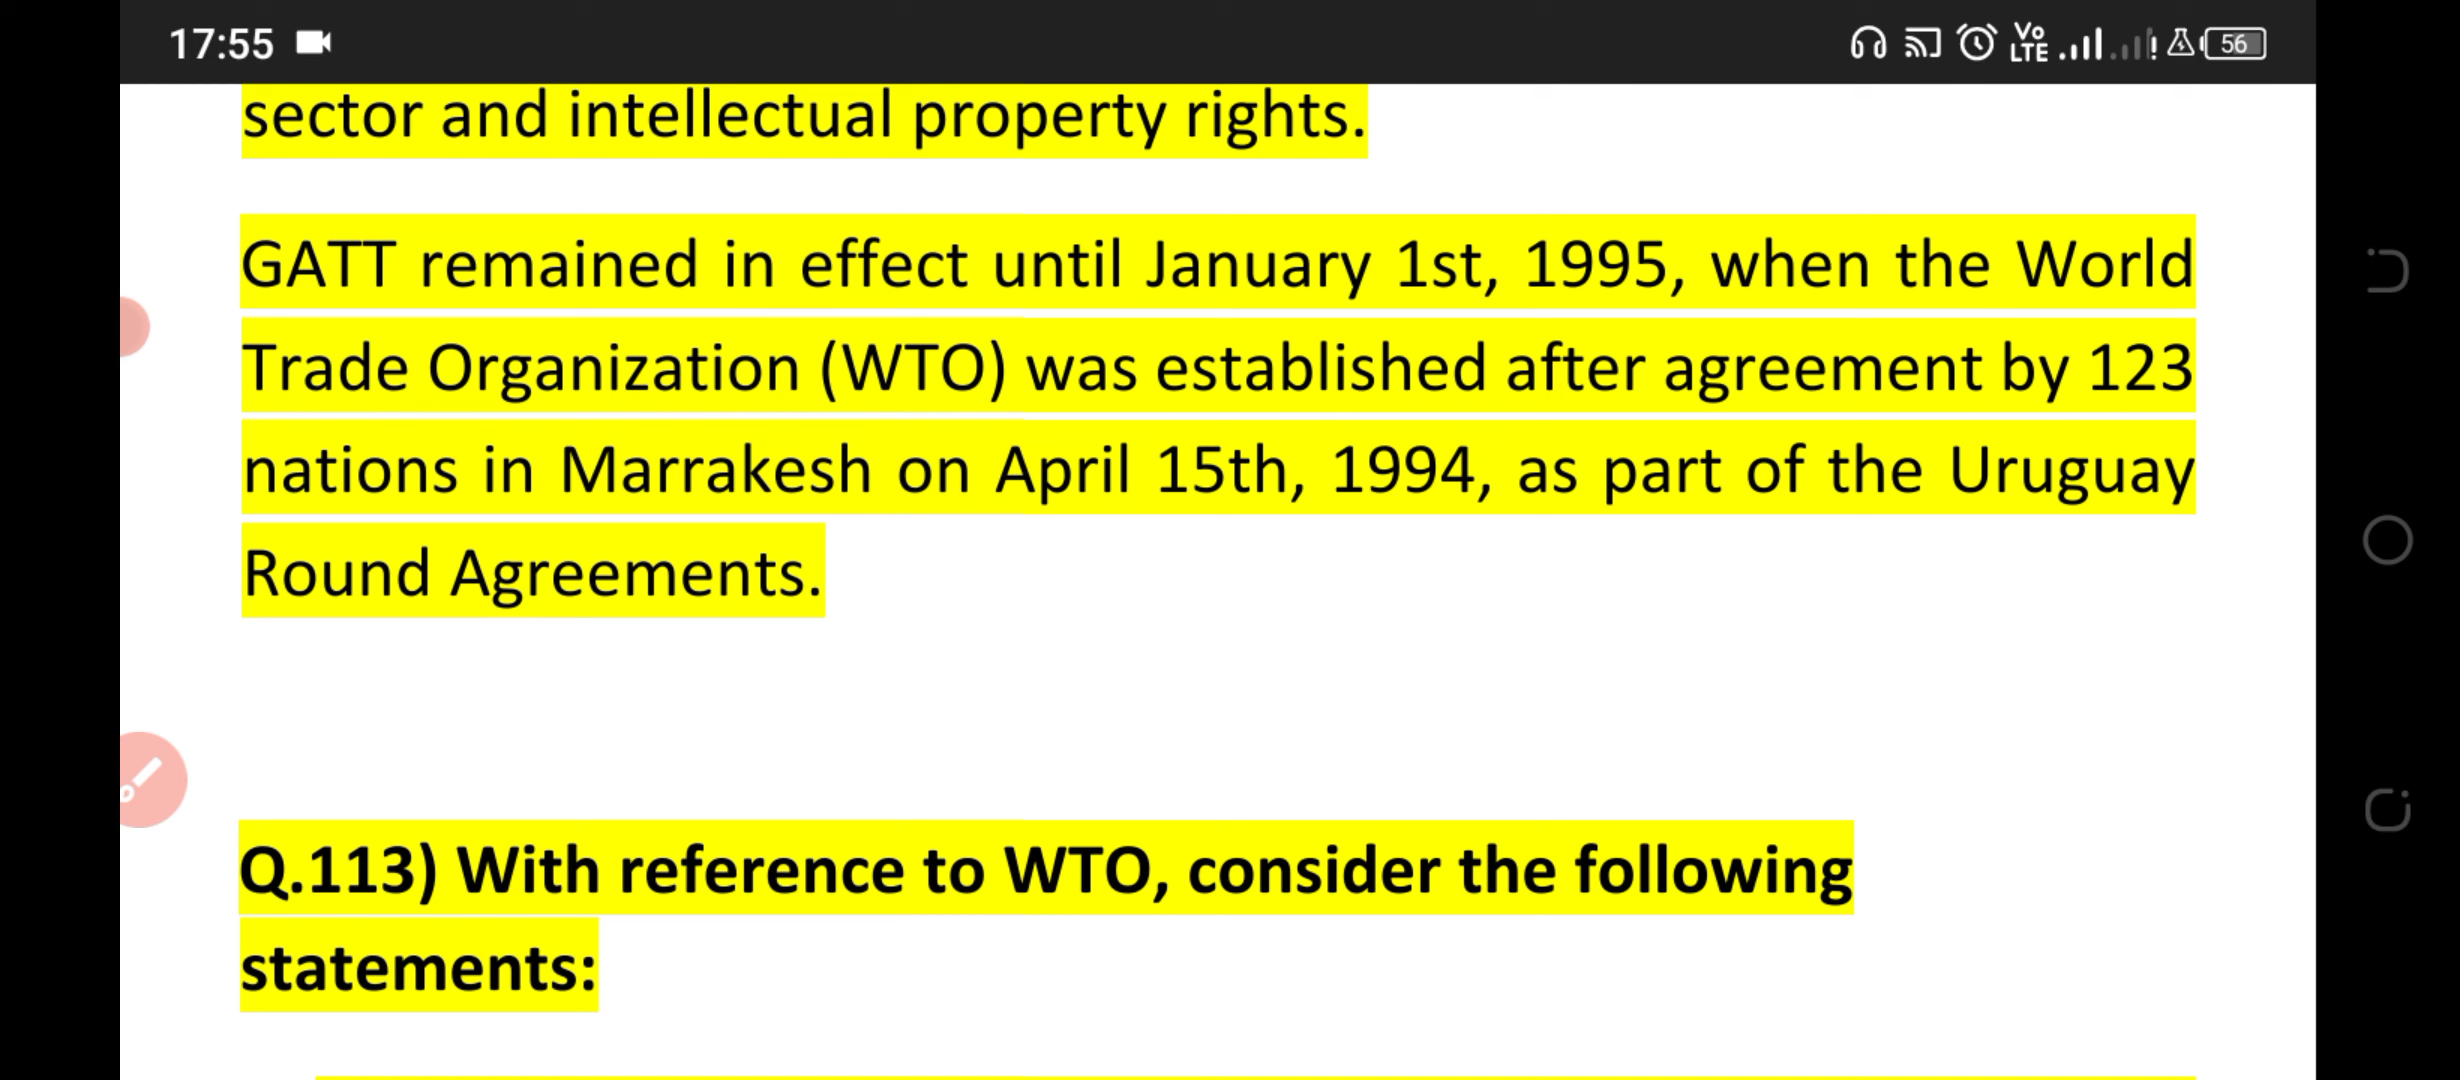 17:55
Vo
LTE
56
sector and intellectual property rights.
GATT remained in effect until January 1st, 1995, when the World
Trade Organization (WTO) was established after agreement by 123
nations in Marrakesh on April 15th, 1994, as part of the Uruguay
Round Agreements.
Q.113) With reference to WTO, consider the following
statements: